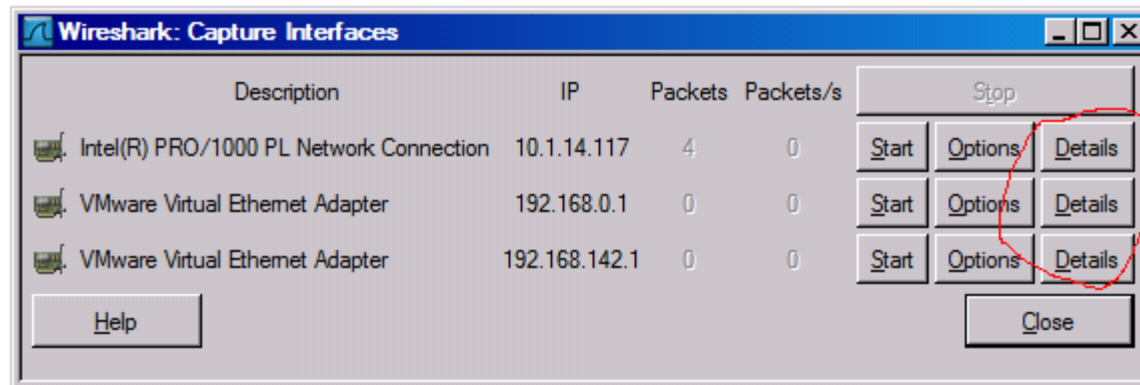 Wireshark: Capture Interfaces
Description IP Packets Packets/s Stop
Intel(R) PRO/1000 PL Network Connection 10.1.14.117 4 0 Start Options Details
VMware Virtual Ethernet Adapter 192.168.0.1 0 0 Start Options Details
VMware Virtual Ethernet Adapter 192.168.142.1 0 0 Start Options Details
Help Close